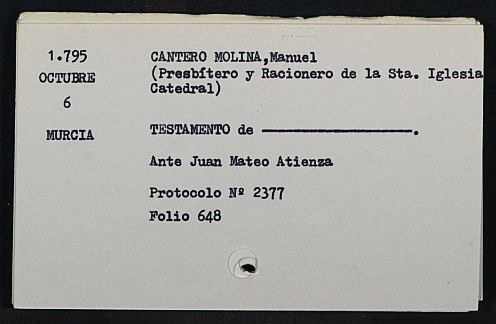 1.795
OCTUBRE
6
MURCIA
CANTERO MOLINA,Manuel
(Presbítero y Racionero de la Sta. Iglesia
Catedral)
TESTAMENTO de ————————————.
Ante Juan Mateo Atienza
Protocolo Nº 2377
Folio 648